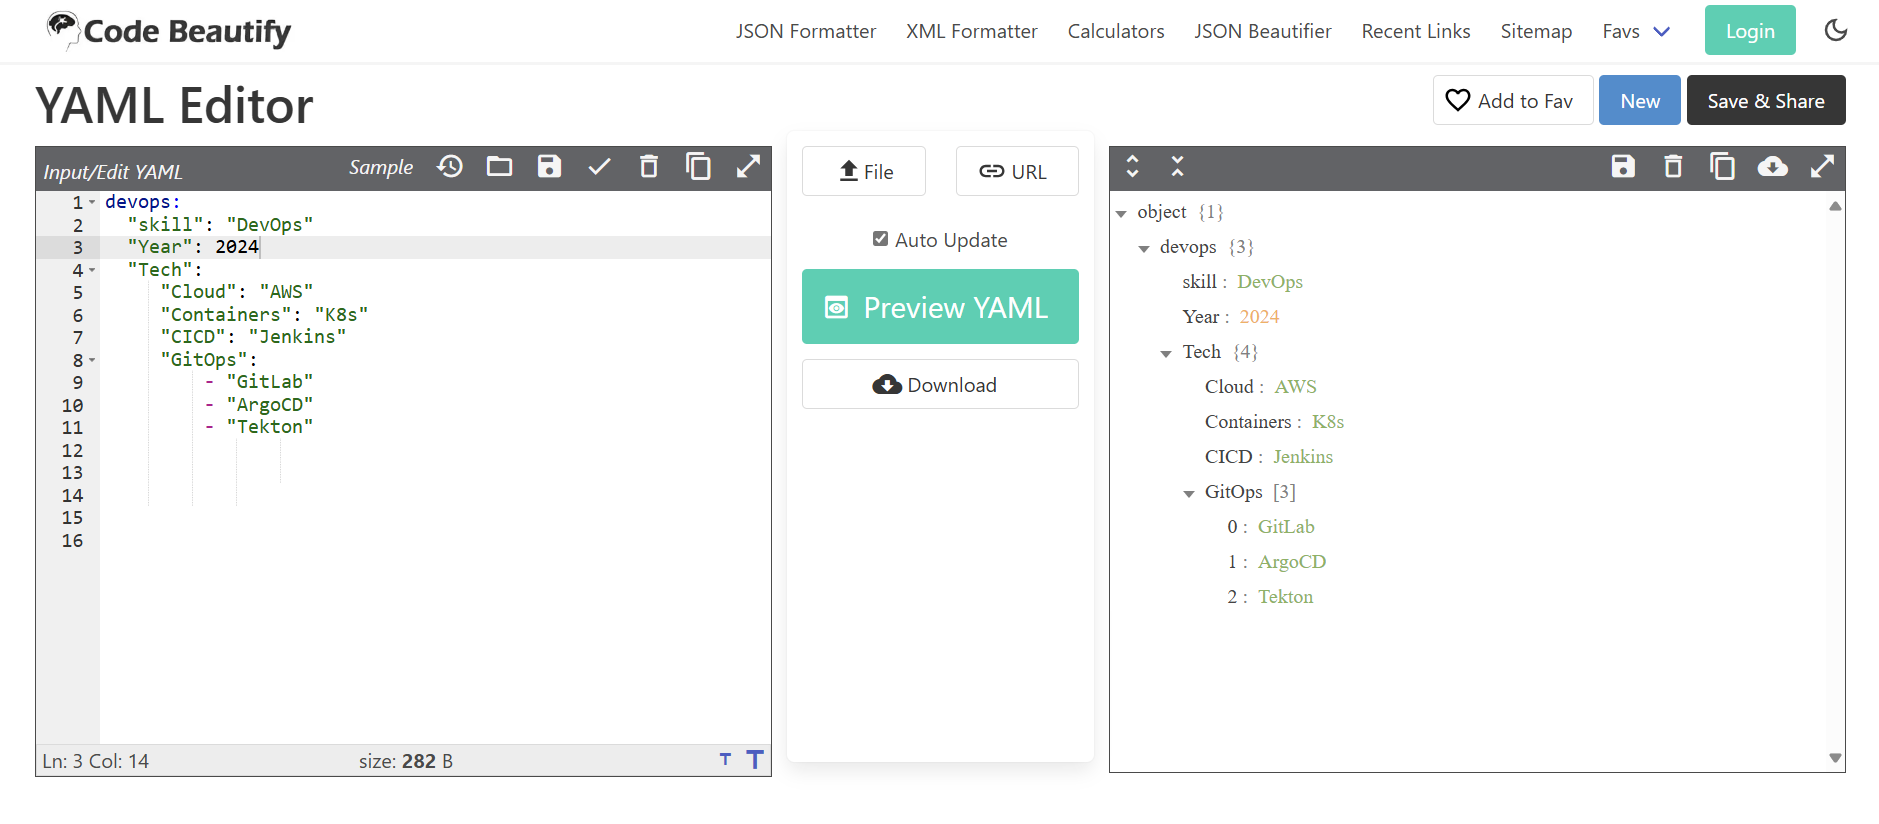 Code Beautify
JSON Formatter XML Formatter Calculators JSON Beautifier Recent Links Sitemap Favs Login
YAML Editor
Add to Fav New Save & Share
Input/Edit YAML Sample
1 devops:
2 "skill": "DevOps"
3 "Year": 2024
4 "Tech":
5 "Cloud": "AWS"
6 "Containers": "K8s"
7 "CICD": "Jenkins"
8 "GitOps":
9 - "GitLab"
10 - "ArgoCD"
11 - "Tekton"
12
13
14
15
16
Ln: 3 Col: 14 size: 282 B T T
File URL
Auto Update
Preview YAML
Download
object {1}
devops {3}
skill : DevOps
Year : 2024
Tech {4}
Cloud : AWS
Containers : K8s
CICD : Jenkins
GitOps [3]
0 : GitLab
1 : ArgoCD
2 : Tekton